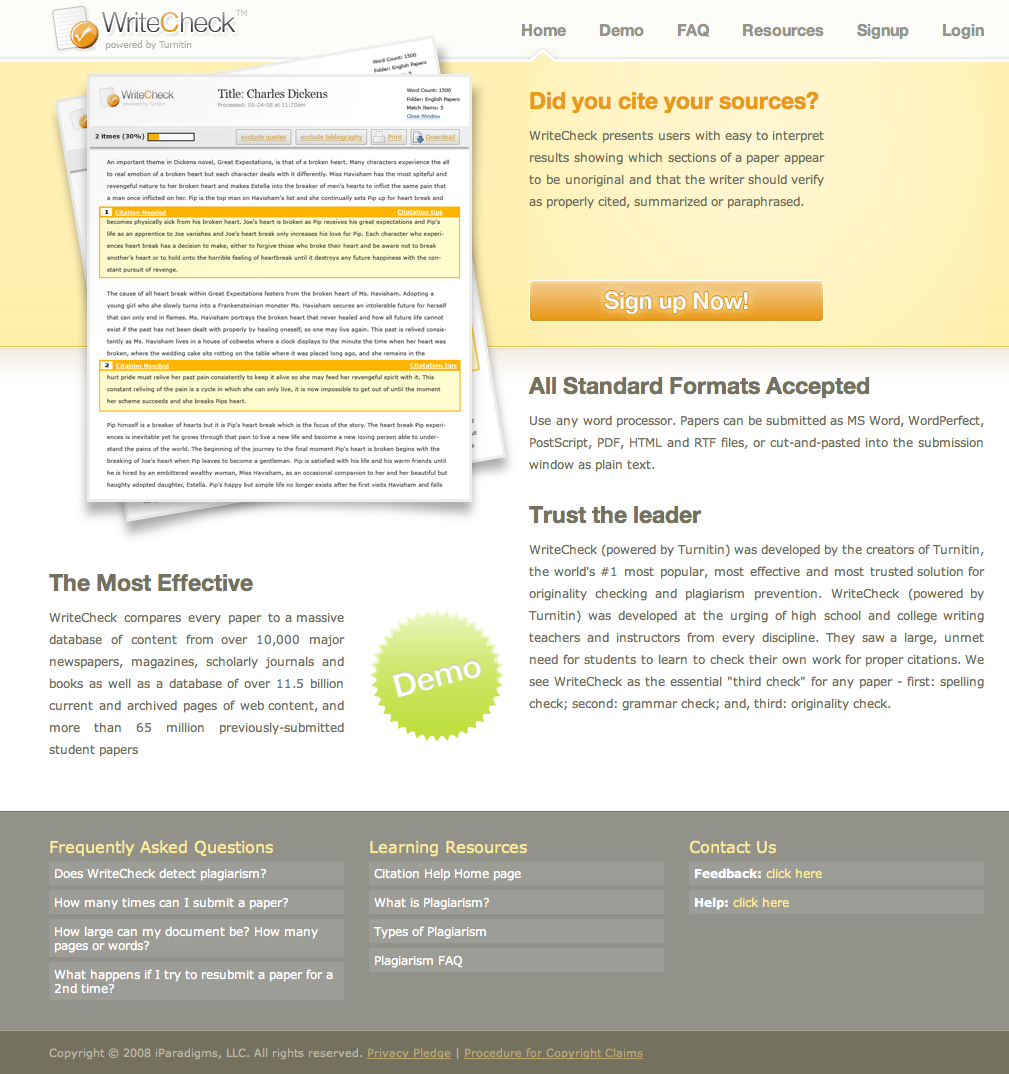 WriteCheck™
powered by Turnitin
Home Demo FAQ Resources Signup Login
Word Count: 1500
Folder: English Papers
WriteCheck
powered by Turnitin
Title: Charles Dickens
Processed: 05-24-08 at 11:20am
Word Count: 1500
Folder: English Papers
Match Items: 3
Close Window
2 itmes (30%)
exclude quotes exclude bibliography Print Download
An important theme in Dickens novel, Great Expectations, is that of a broken heart. Many characters experience the all
to real emotion of a broken heart but each character deals with it differently. Miss Havisham has the most spiteful and
revengeful nature to her broken heart and makes Estella into the breaker of men's hearts to inflict the same pain that
a man once inflicted on her. Pip is the top man on Havisham's list and she continually sets Pip up for heart break and
1 Citation Needed Citatation tips
becomes physically sick from his broken heart. Joe's heart is broken as Pip receives his great expectations and Pip's
life as an apprentice to Joe vanishes and Joe's heart break only increases his love for Pip. Each character who experi-
ences heart break has a decision to make, either to forgive those who broke their heart and be aware not to break
another's heart or to hold onto the horrible feeling of heartbreak until it destroys any future happiness with the con-
stant pursuit of revenge.
The cause of all heart break within Great Expectations festers from the broken heart of Ms. Havisham. Adopting a
young girl who she slowly turns into a Frankensteinian monster Ms. Havisham secures an intolerable future for herself
that can only end in flames. Ms. Havisham portrays the broken heart that never healed and how all future life cannot
exist if the past has not been dealt with properly by healing oneself, so one may live again. This past is relived consis-
tently as Ms. Havisham lives in a house of cobwebs where a clock displays to the minute the time when her heart was
broken, where the wedding cake sits rotting on the table where it was placed long ago, and she remains in the
2 Citation Needed Citatation tips
hurt pride must relive her past pain consistently to keep it alive so she may feed her revengeful spirit with it. This
constant reliving of the pain is a cycle in which she can only live, it is now impossible to get out of until the moment
her scheme succeeds and she breaks Pips heart.
Pip himself is a breaker of hearts but it is Pip's heart break which is the focus of the story. The heart break Pip experi-
ences is inevitable yet he grows through that pain to live a new life and become a new loving person able to under-
stand the pains of the world. The beginning of the journey to the final moment Pip's heart is broken begins with the
breaking of Joe's heart when Pip leaves to become a gentleman. Pip is satisfied with his life and his warm friends until
he is hired by an embittered wealthy woman, Miss Havisham, as an occasional companion to her and her beautiful but
haughty adopted daughter, Estella. Pip's happy but simple life no longer exists after he first visits Havisham and falls
Did you cite your sources?
WriteCheck presents users with easy to interpret
results showing which sections of a paper appear
to be unoriginal and that the writer should verify
as properly cited, summarized or paraphrased.
Sign up Now!
All Standard Formats Accepted
Use any word processor. Papers can be submitted as MS Word, WordPerfect,
PostScript, PDF, HTML and RTF files, or cut-and-pasted into the submission
window as plain text.
Trust the leader
WriteCheck (powered by Turnitin) was developed by the creators of Turnitin,
the world's #1 most popular, most effective and most trusted solution for
originality checking and plagiarism prevention. WriteCheck (powered by
Turnitin) was developed at the urging of high school and college writing
teachers and instructors from every discipline. They saw a large, unmet
need for students to learn to check their own work for proper citations. We
see WriteCheck as the essential "third check" for any paper - first: spelling
check; second: grammar check; and, third: originality check.
The Most Effective
WriteCheck compares every paper to a massive
database of content from over 10,000 major
newspapers, magazines, scholarly journals and
books as well as a database of over 11.5 billion
current and archived pages of web content, and
more than 65 million previously-submitted
student papers
Demo
Frequently Asked Questions
Does WriteCheck detect plagiarism?
How many times can I submit a paper?
How large can my document be? How many
pages or words?
What happens if I try to resubmit a paper for a
2nd time?
Learning Resources
Citation Help Home page
What is Plagiarism?
Types of Plagiarism
Plagiarism FAQ
Contact Us
Feedback: click here
Help: click here
Copyright © 2008 iParadigms, LLC. All rights reserved. Privacy Pledge | Procedure for Copyright Claims